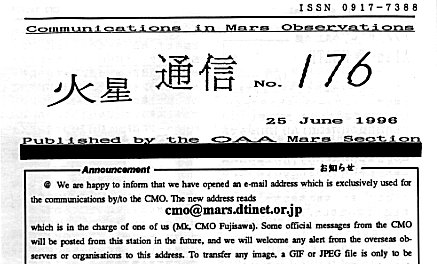 ISSN 0917-7388
Communications in Mars Observations
火星 通信 No. 176
25 June 1996
Published by the OAA Mars Section
Announcement お知らせ
@ We are happy to inform that we have opened an e-mail address which is exclusively used for
the communications by/to the CMO. The new address reads
cmo@mars.dtinet.or.jp
which is in the charge of one of us (Mk, CMO Fujisawa). Some official messages from the CMO
will be posted from this station in the future, and we will welcome any alert from the overseas ob-
servers or organisations to this address. To transfer any image, a GIF or JPEG file is only to be